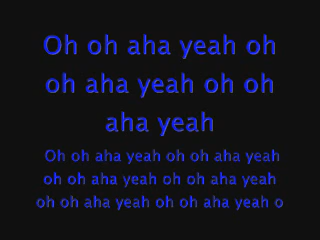 Oh oh aha yeah oh
oh aha yeah oh oh
aha yeah
Oh oh aha yeah oh oh aha yeah
oh oh aha yeah oh oh aha yeah
oh oh aha yeah oh oh aha yeah o